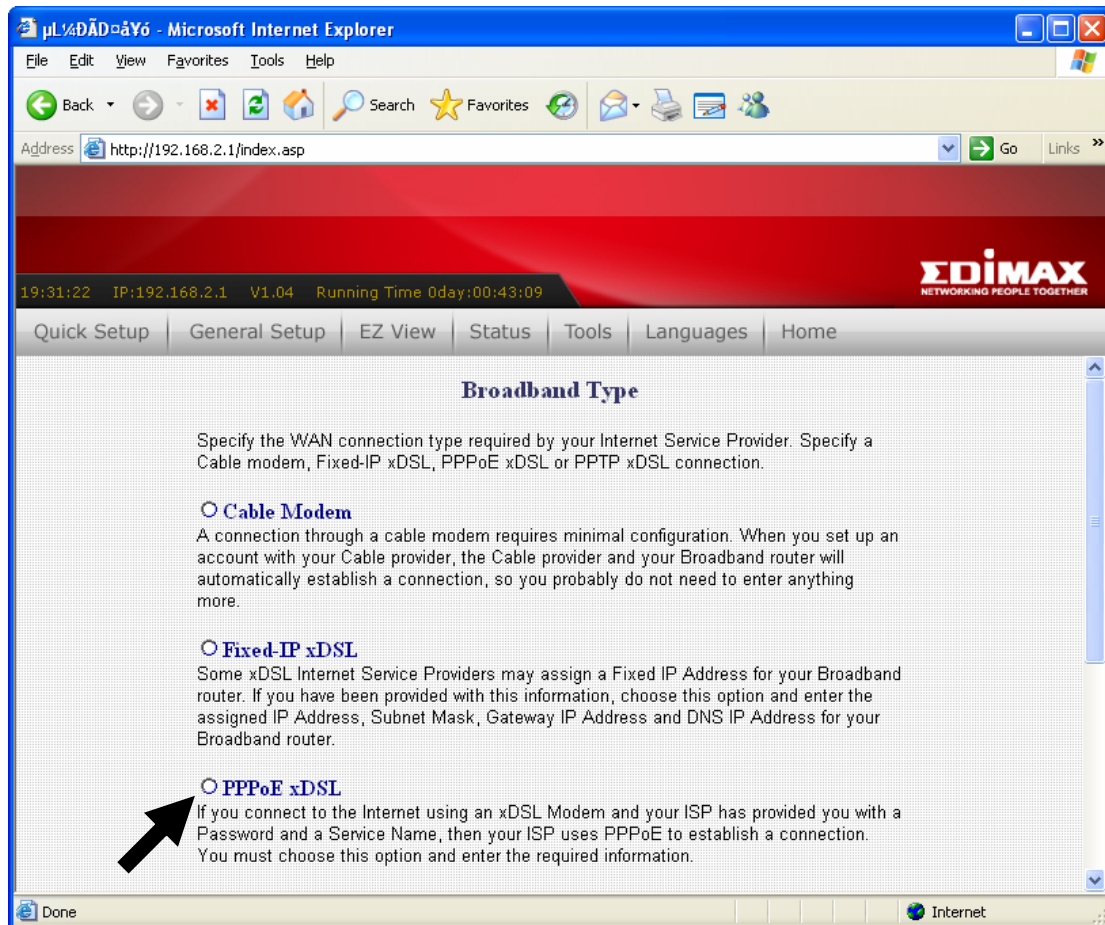 µL¼ÐÃD¤å¥ó - Microsoft Internet Explorer
File Edit View Favorites Tools Help
Back Search Favorites
Address http://192.168.2.1/index.asp Go Links »
EDIMAX
NETWORKING PEOPLE TOGETHER
19:31:22 IP:192.168.2.1 V1.04 Running Time 0day:00:43:09
Quick Setup General Setup EZ View Status Tools Languages Home
Broadband Type
Specify the WAN connection type required by your Internet Service Provider. Specify a
Cable modem, Fixed-IP xDSL, PPPoE xDSL or PPTP xDSL connection.
Cable Modem
A connection through a cable modem requires minimal configuration. When you set up an
account with your Cable provider, the Cable provider and your Broadband router will
automatically establish a connection, so you probably do not need to enter anything
more.
Fixed-IP xDSL
Some xDSL Internet Service Providers may assign a Fixed IP Address for your Broadband
router. If you have been provided with this information, choose this option and enter the
assigned IP Address, Subnet Mask, Gateway IP Address and DNS IP Address for your
Broadband router.
PPPoE xDSL
If you connect to the Internet using an xDSL Modem and your ISP has provided you with a
Password and a Service Name, then your ISP uses PPPoE to establish a connection.
You must choose this option and enter the required information.
Done Internet